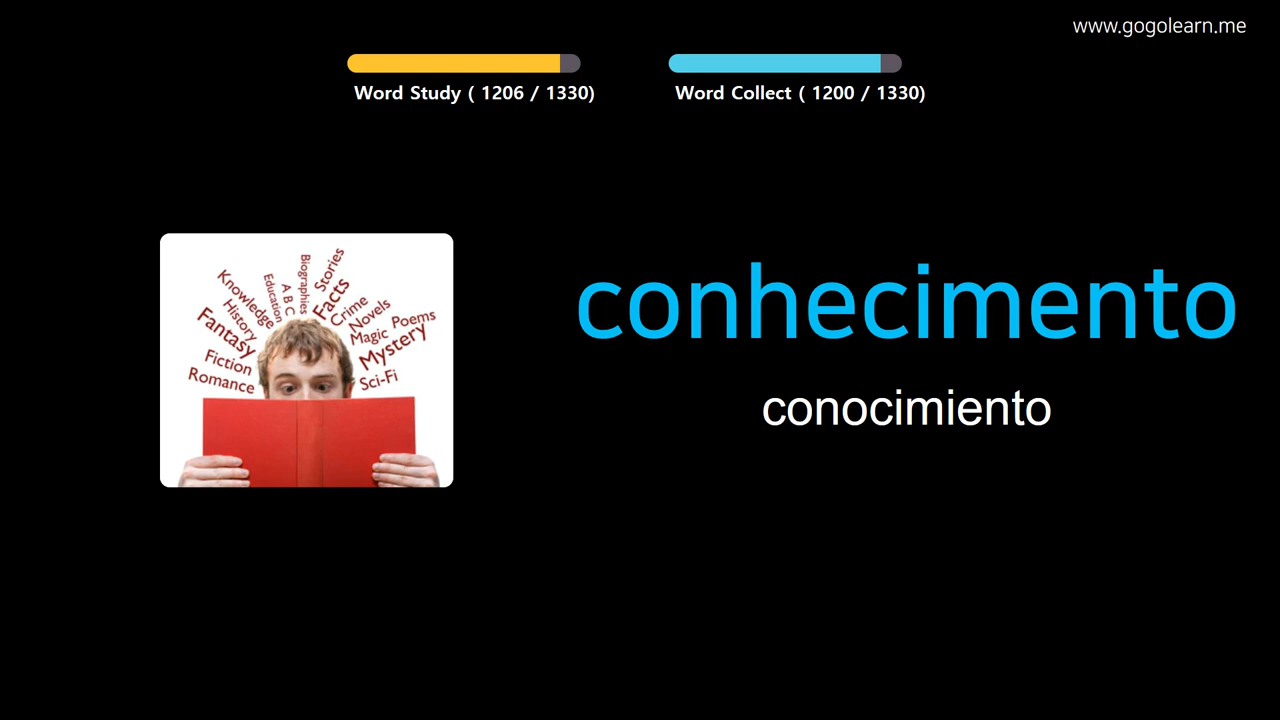 www.gogolearn.me
Word Study ( 1206 / 1330)
Word Collect ( 1200 / 1330)
Knowledge
History
Fantasy
Fiction
Romance
Education
A B C
Biographies
Stories
Facts
Crime
Novels
Magic
Poems
Mystery
Sci-Fi
conhecimento
conocimiento